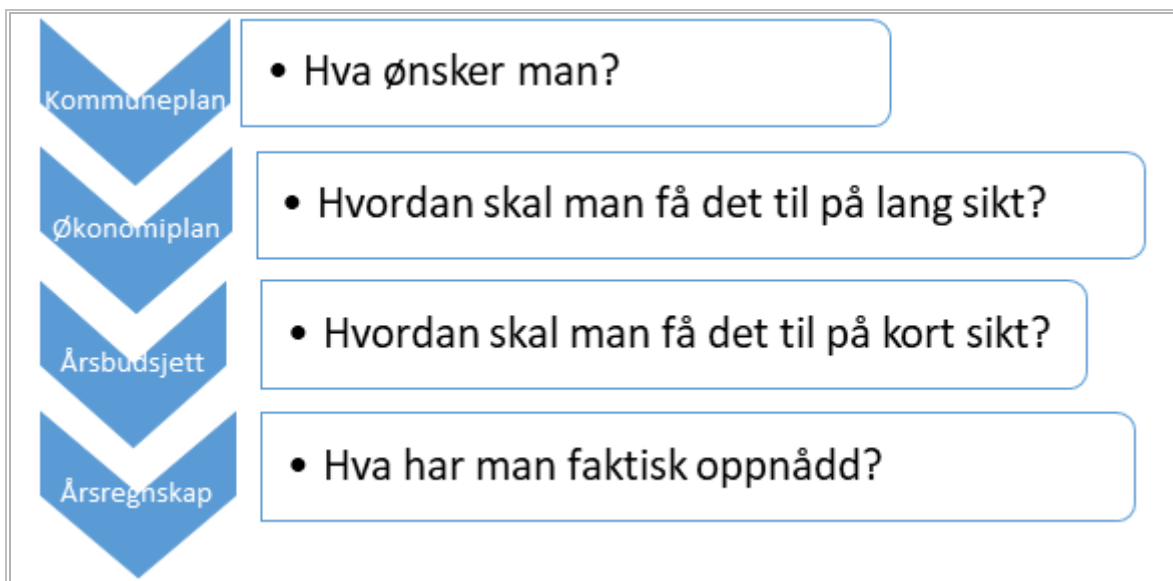 Kommuneplan
• Hva ønsker man?
Økonomiplan
• Hvordan skal man få det til på lang sikt?
Årsbudsjett
• Hvordan skal man få det til på kort sikt?
Årsregnskap
• Hva har man faktisk oppnådd?